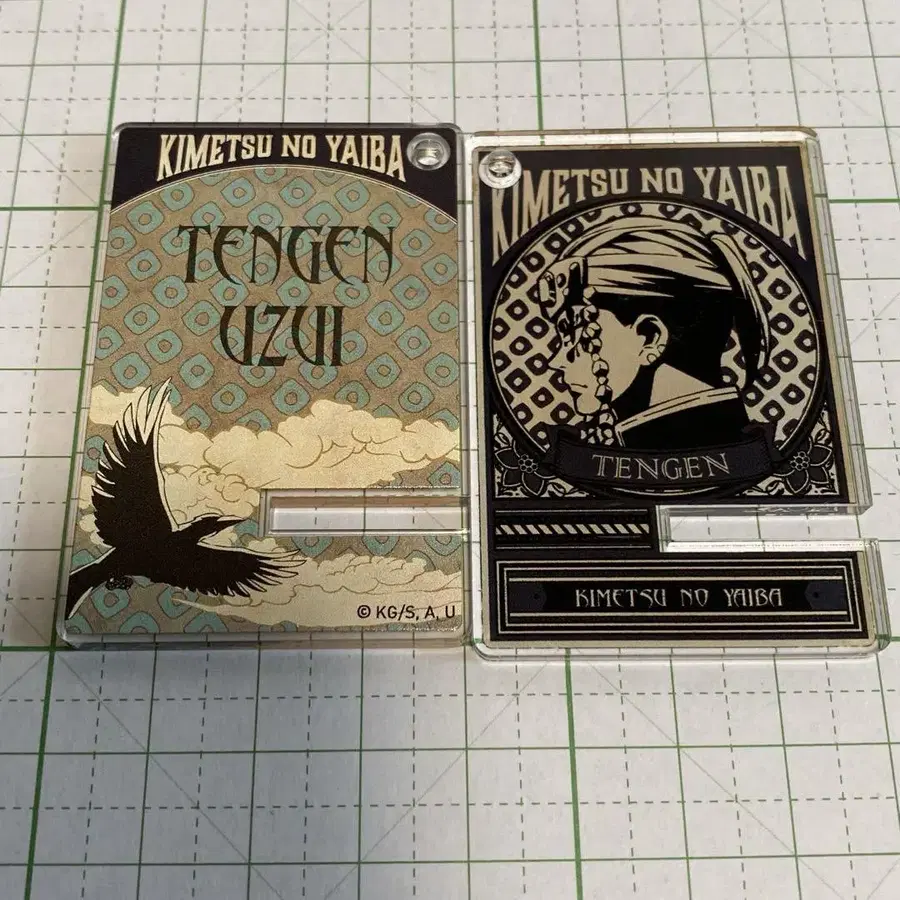 KIMETSU NO YAIBA
TENGEN
UZUI
© KG/S, A, U
KIMETSU NO YAIBA
TENGEN
KIMETSU NO YAIBA